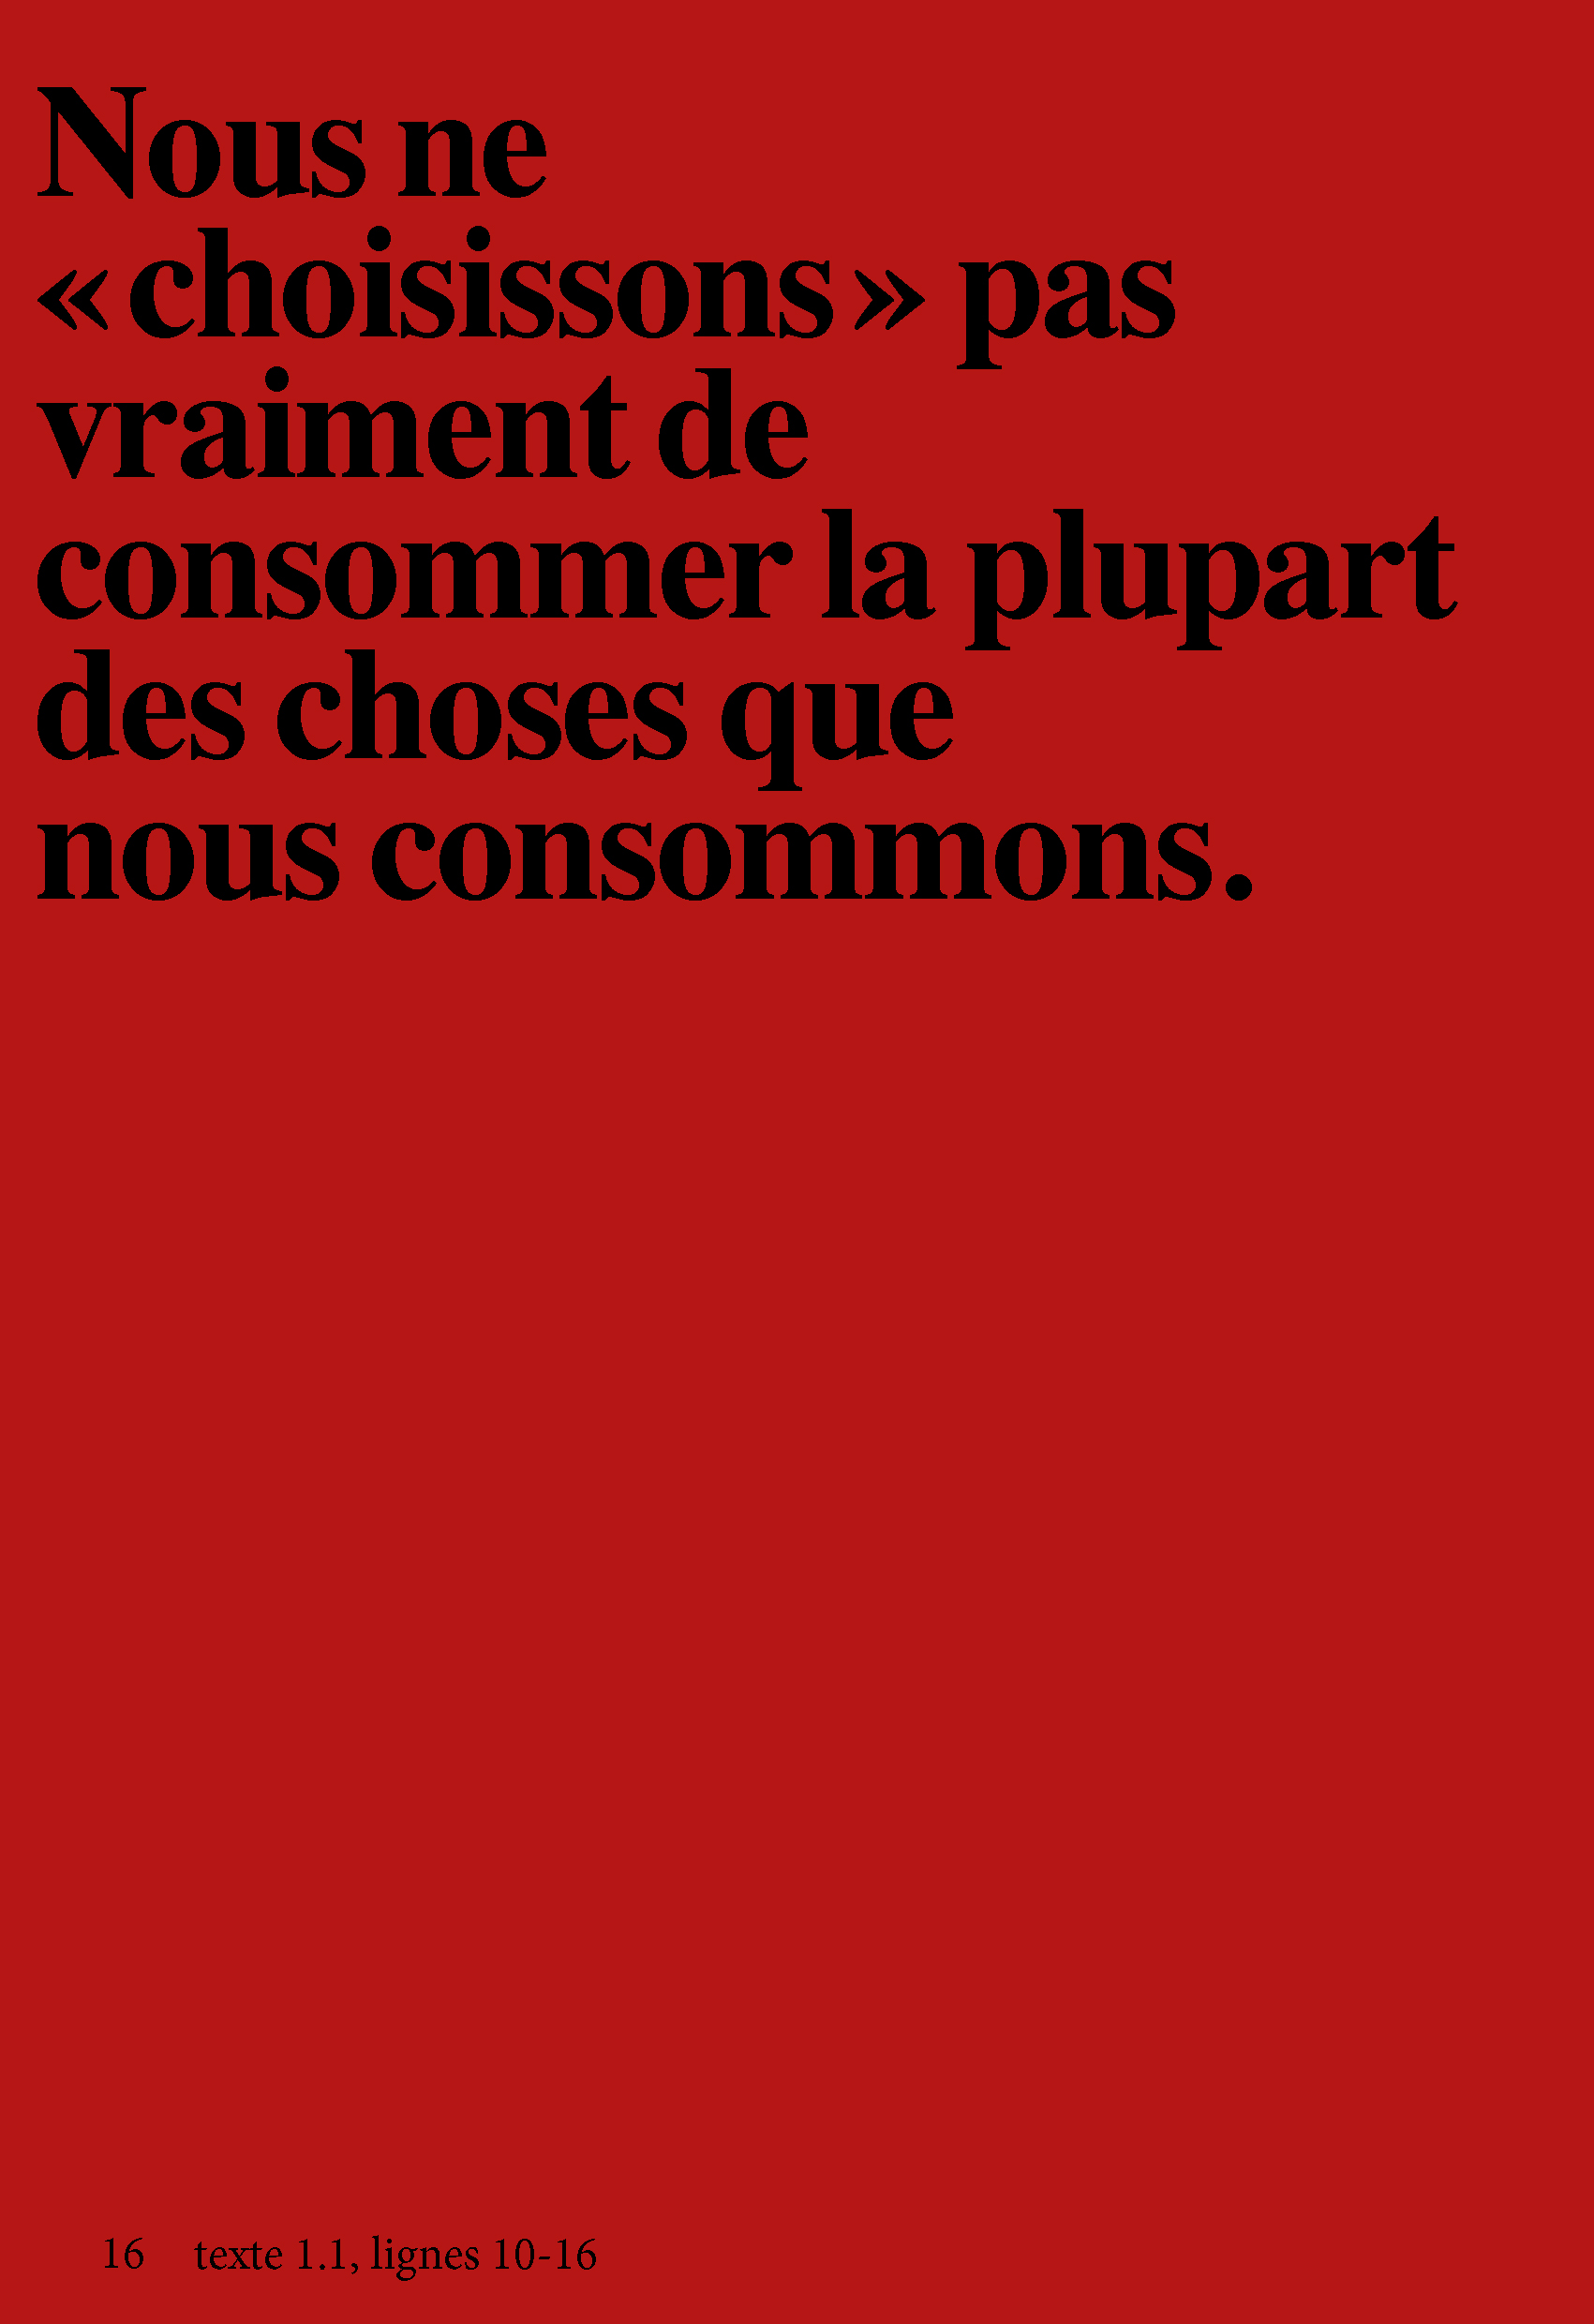 Nous ne
« choisissons » pas
vraiment de
consommer la plupart
des choses que
nous consommons.
16 texte 1.1, lignes 10-16